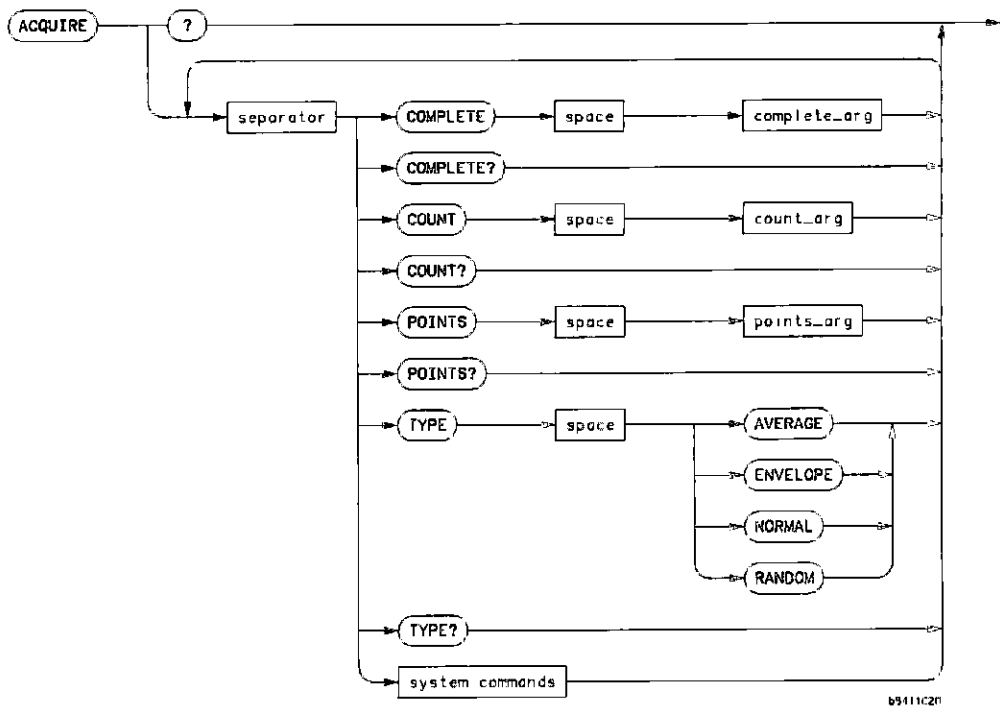 ACQUIRE ?
separator COMPLETE space complete_arg
COMPLETE?
COUNT space count_arg
COUNT?
POINTS space points_arg
POINTS?
TYPE space AVERAGE
ENVELOPE
NORMAL
RANDOM
TYPE?
system commands